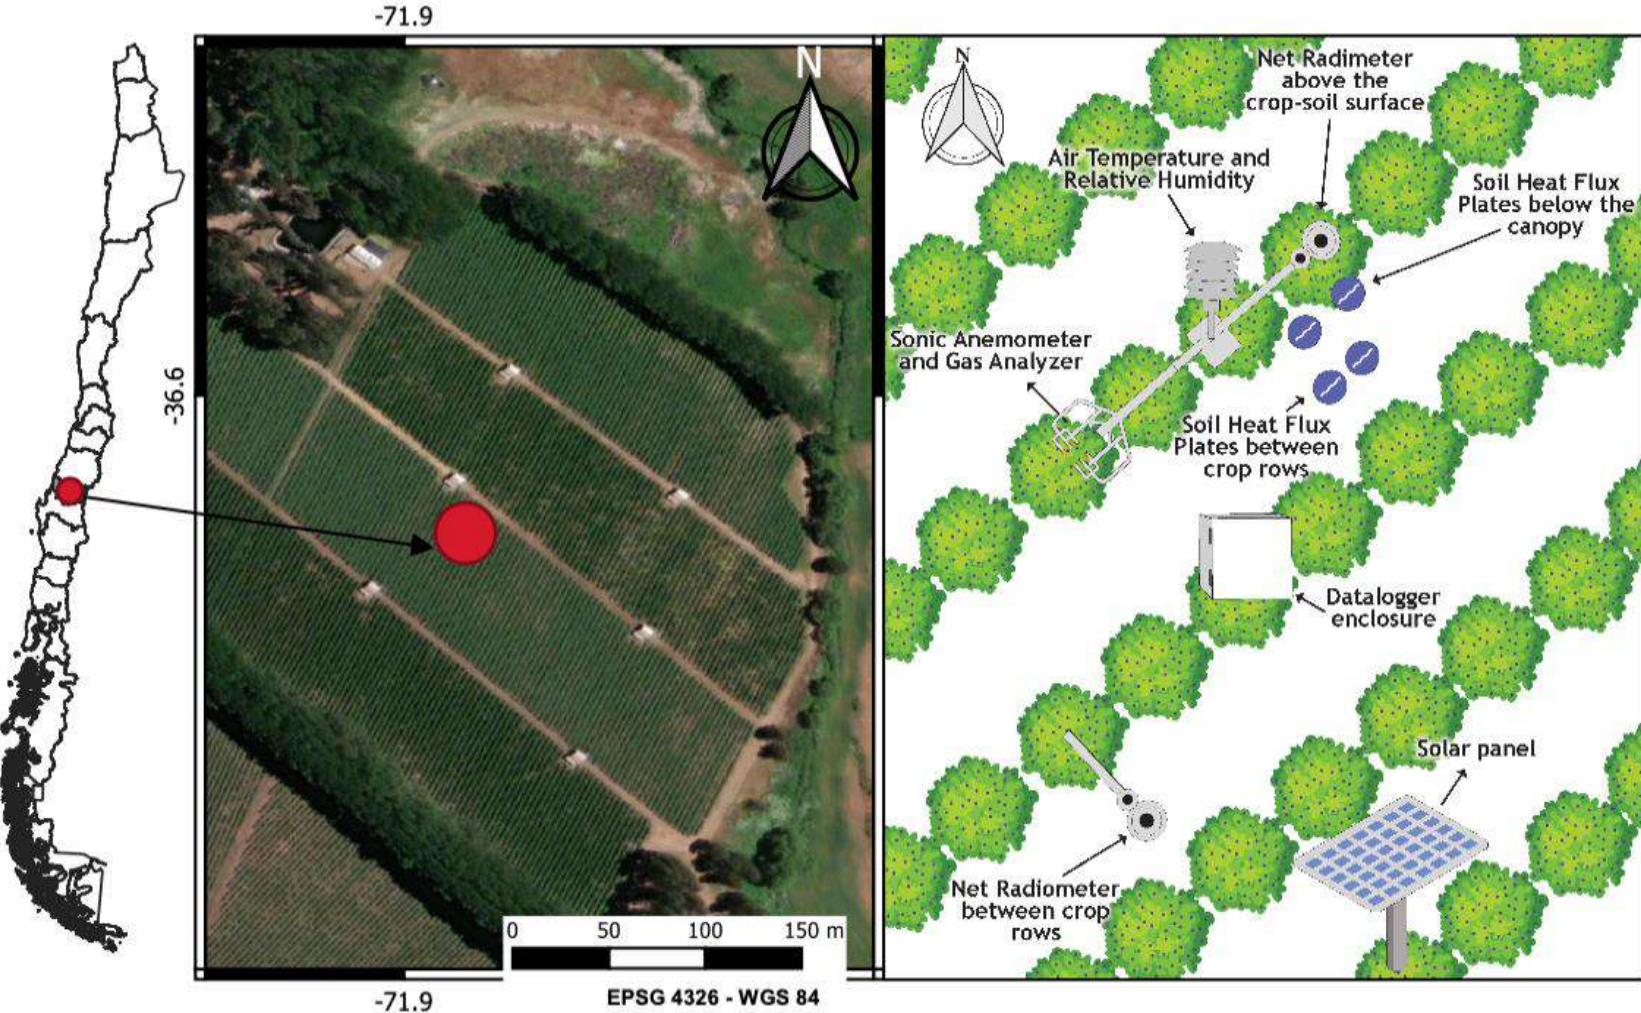 -71.9
-36.6
N
0 50 100 150 m
EPSG 4326 - WGS 84
-71.9
N
Net Radimeter
above the
crop-soil surface
Air Temperature and
Relative Humidity
Soil Heat Flux
Plates below the
canopy
Sonic Anemometer
and Gas Analyzer
Soil Heat Flux
Plates between
crop rows
Datalogger
enclosure
Solar panel
Net Radiometer
between crop
rows